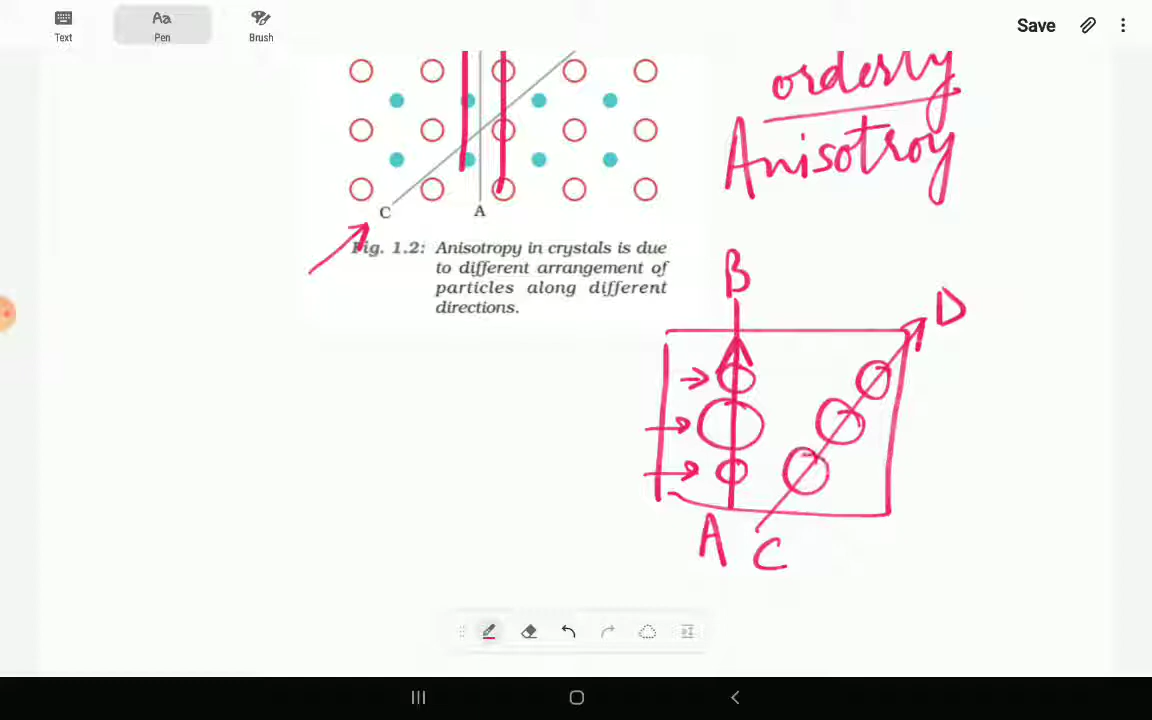 Text
Aa
Pen
Brush
Save
orderly
Anisotroy
C
A
Fig. 1.2: Anisotropy in crystals is due
to different arrangement of
particles along different
directions.
B
D
A
C